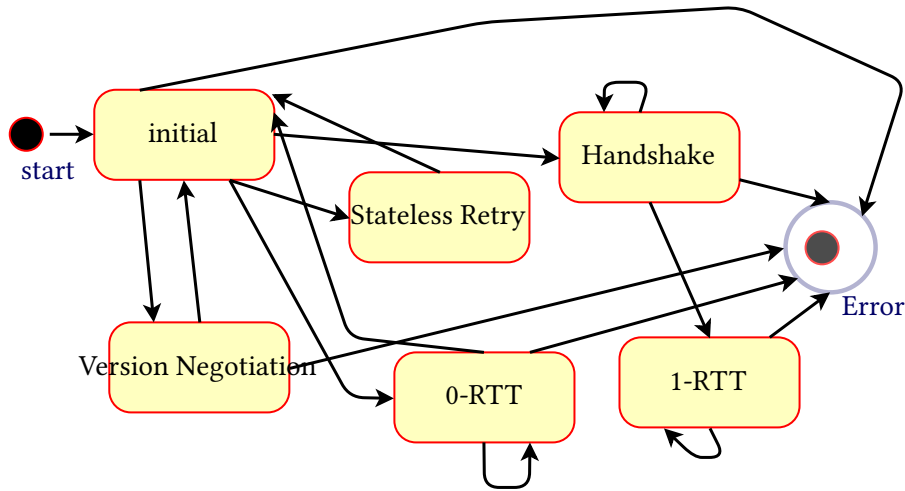 initial
start
Handshake
Stateless Retry
Error
Version Negotiation
0-RTT
1-RTT